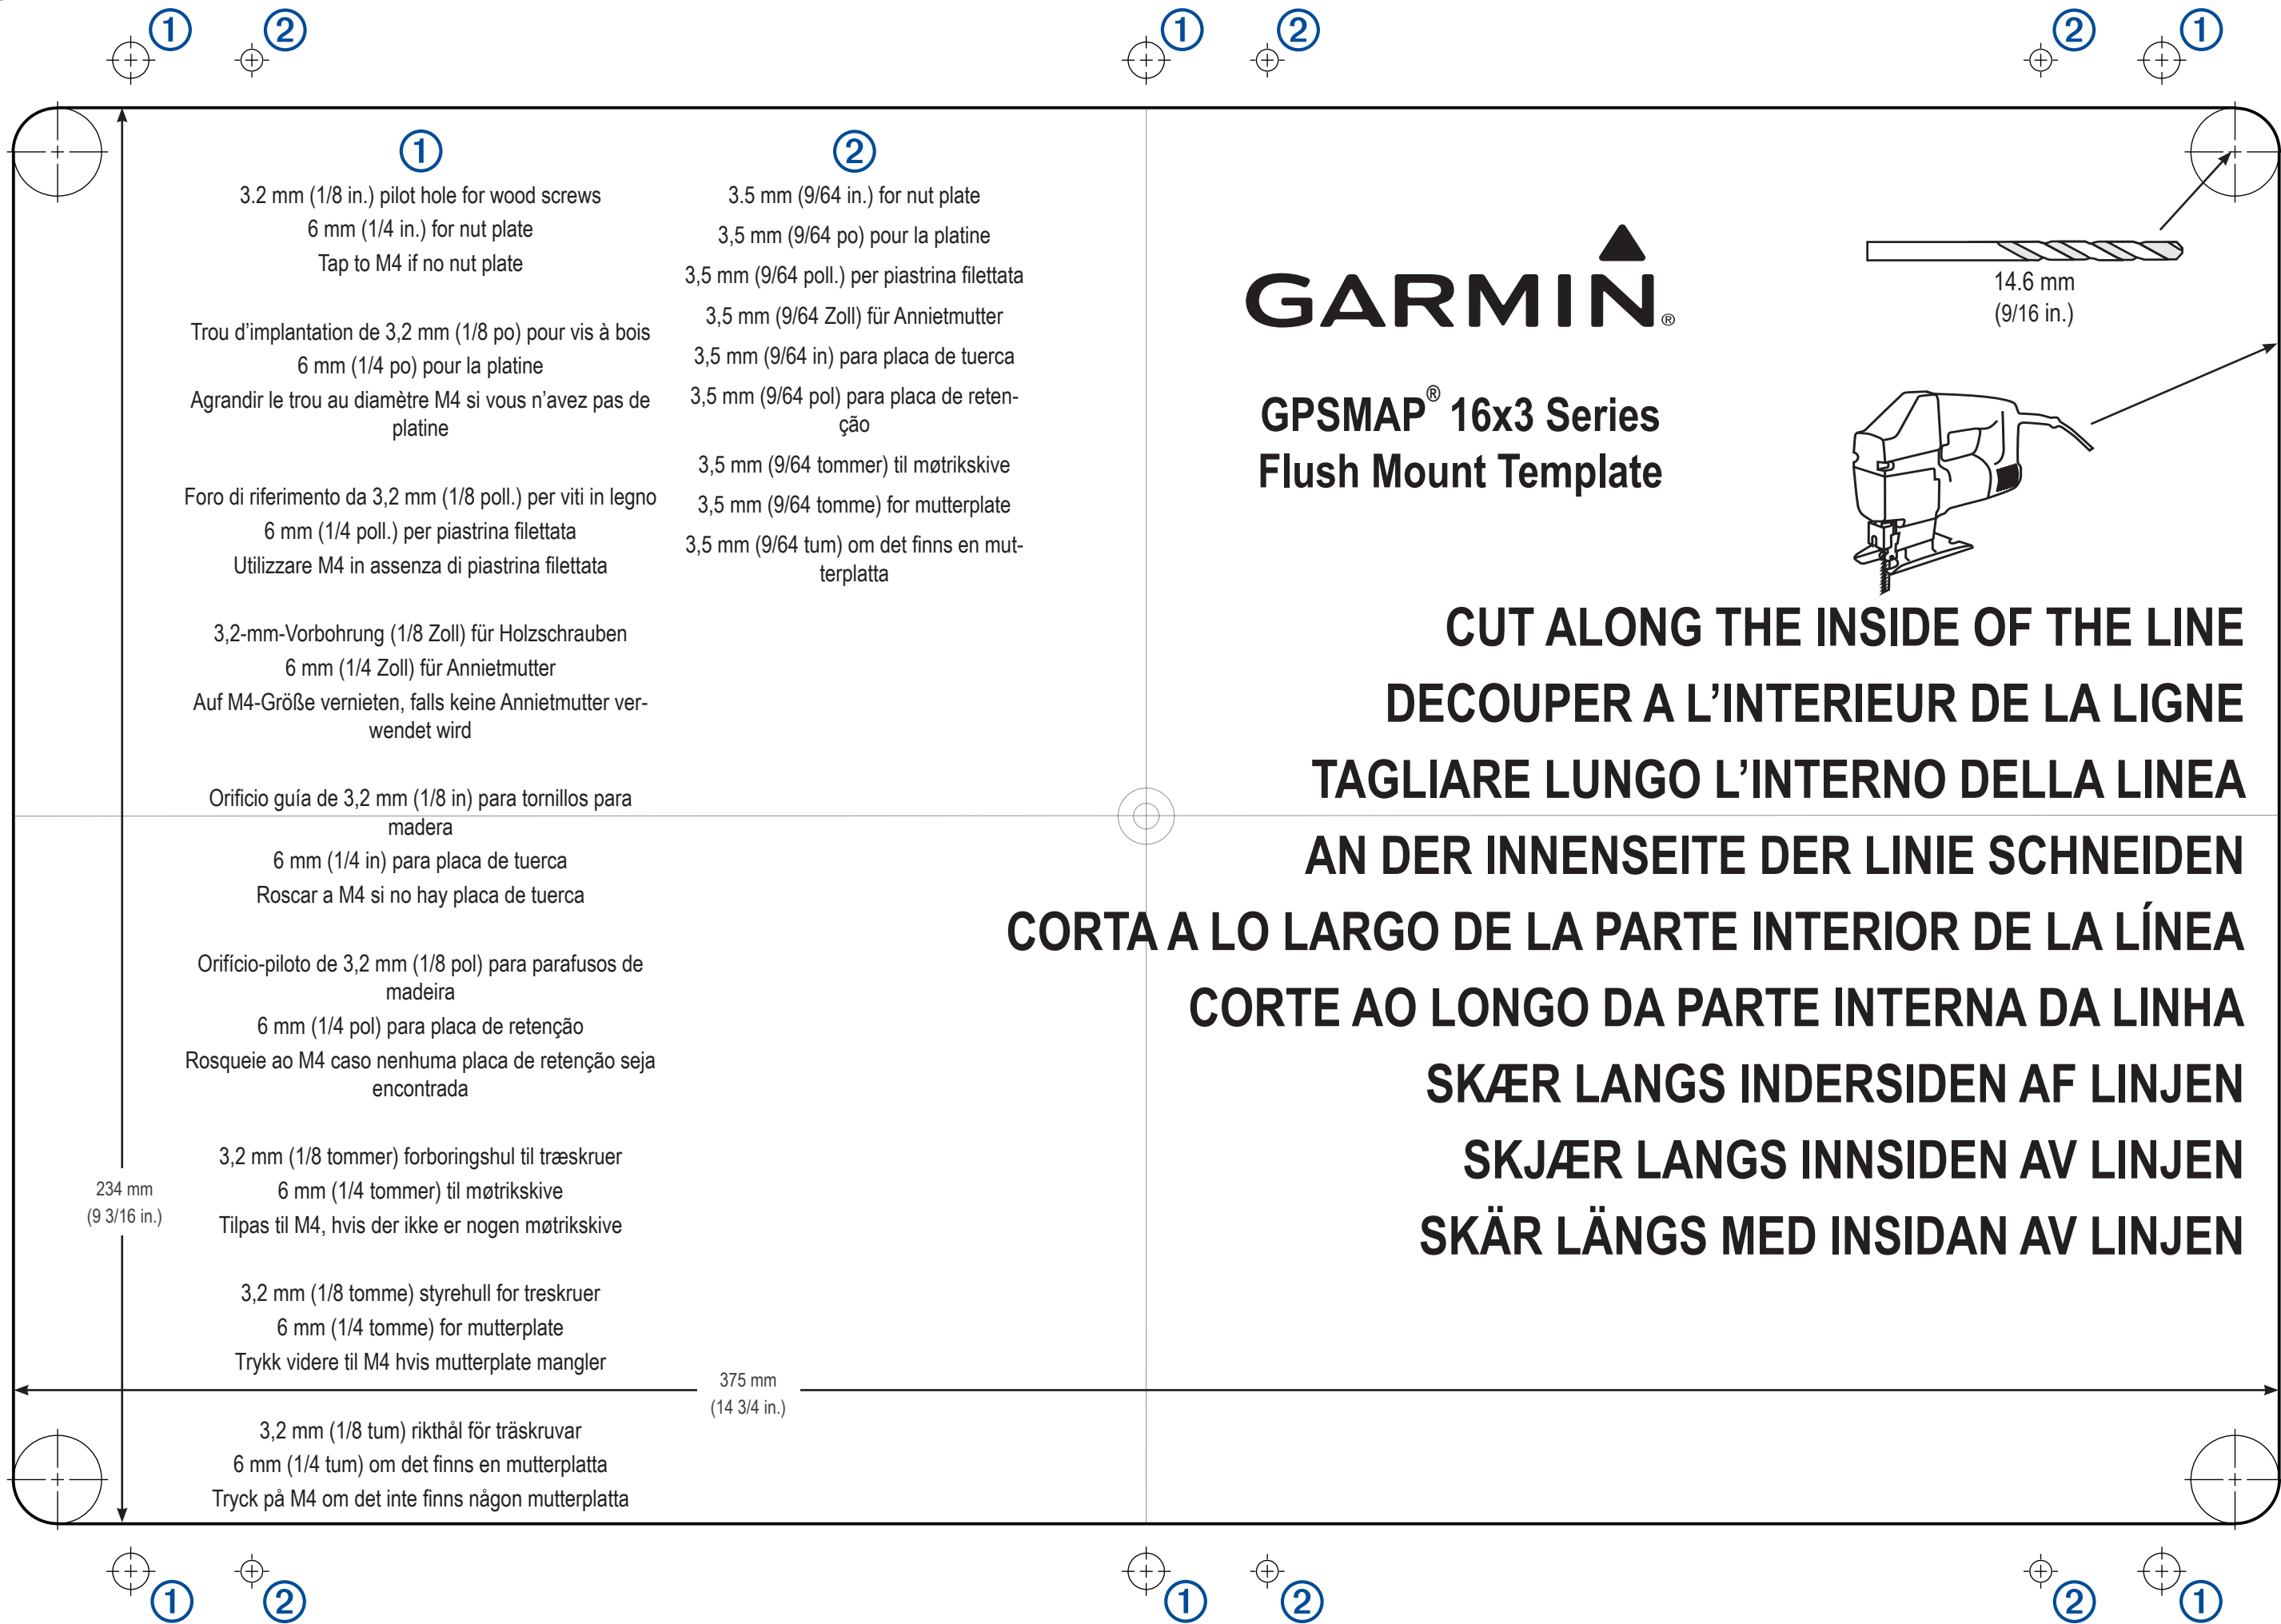 1 2 1 2 2 1
1
3.2 mm (1/8 in.) pilot hole for wood screws
6 mm (1/4 in.) for nut plate
Tap to M4 if no nut plate
Trou d’implantation de 3,2 mm (1/8 po) pour vis à bois
6 mm (1/4 po) pour la platine
Agrandir le trou au diamètre M4 si vous n’avez pas de
platine
Foro di riferimento da 3,2 mm (1/8 poll.) per viti in legno
6 mm (1/4 poll.) per piastrina filettata
Utilizzare M4 in assenza di piastrina filettata
3,2-mm-Vorbohrung (1/8 Zoll) für Holzschrauben
6 mm (1/4 Zoll) für Annietmutter
Auf M4-Größe vernieten, falls keine Annietmutter ver-
wendet wird
Orificio guía de 3,2 mm (1/8 in) para tornillos para
madera
6 mm (1/4 in) para placa de tuerca
Roscar a M4 si no hay placa de tuerca
Orifício-piloto de 3,2 mm (1/8 pol) para parafusos de
madeira
6 mm (1/4 pol) para placa de retenção
Rosqueie ao M4 caso nenhuma placa de retenção seja
encontrada
3,2 mm (1/8 tommer) forboringshul til træskruer
6 mm (1/4 tommer) til møtrikskive
Tilpas til M4, hvis der ikke er nogen møtrikskive
3,2 mm (1/8 tomme) styrehull for treskruer
6 mm (1/4 tomme) for mutterplate
Trykk videre til M4 hvis mutterplate mangler
3,2 mm (1/8 tum) rikthål för träskruvar
6 mm (1/4 tum) om det finns en mutterplatta
Tryck på M4 om det inte finns någon mutterplatta
2
3.5 mm (9/64 in.) for nut plate
3,5 mm (9/64 po) pour la platine
3,5 mm (9/64 poll.) per piastrina filettata
3,5 mm (9/64 Zoll) für Annietmutter
3,5 mm (9/64 in) para placa de tuerca
3,5 mm (9/64 pol) para placa de reten-
ção
3,5 mm (9/64 tommer) til møtrikskive
3,5 mm (9/64 tomme) for mutterplate
3,5 mm (9/64 tum) om det finns en mut-
terplatta
234 mm
(9 3/16 in.)
375 mm
(14 3/4 in.)
GARMIN®
GPSMAP® 16x3 Series
Flush Mount Template
14.6 mm
(9/16 in.)
CUT ALONG THE INSIDE OF THE LINE
DECOUPER A L’INTERIEUR DE LA LIGNE
TAGLIARE LUNGO L’INTERNO DELLA LINEA
AN DER INNENSEITE DER LINIE SCHNEIDEN
CORTA A LO LARGO DE LA PARTE INTERIOR DE LA LÍNEA
CORTE AO LONGO DA PARTE INTERNA DA LINHA
SKÆR LANGS INDERSIDEN AF LINJEN
SKJÆR LANGS INNSIDEN AV LINJEN
SKÄR LÄNGS MED INSIDAN AV LINJEN
1 2 1 2 2 1